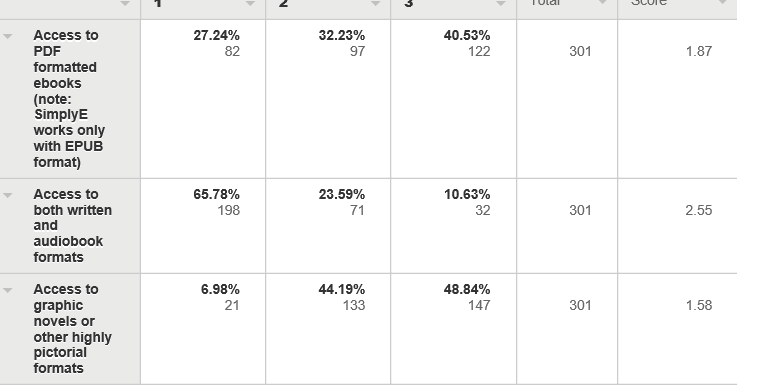 1 2 3 Total Score
Access to 27.24% 32.23% 40.53%
PDF 82 97 122 301 1.87
formatted
ebooks
(note:
SimplyE
works only
with EPUB
format)
Access to 65.78% 23.59% 10.63%
both written 198 71 32 301 2.55
and
audiobook
formats
Access to 6.98% 44.19% 48.84%
graphic 21 133 147 301 1.58
novels or
other highly
pictorial
formats